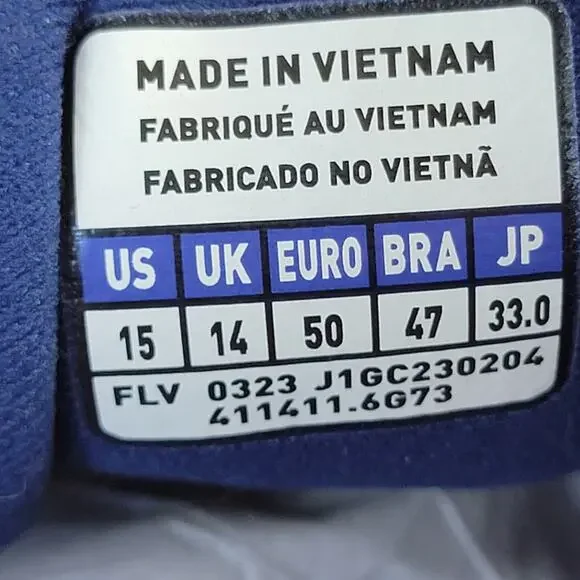 MADE IN VIETNAM
FABRIQUÉ AU VIETNAM
FABRICADO NO VIETNÃ
US UK EURO BRA JP
15 14 50 47 33.0
FLV 0323 J1GC230204
411411.6G73